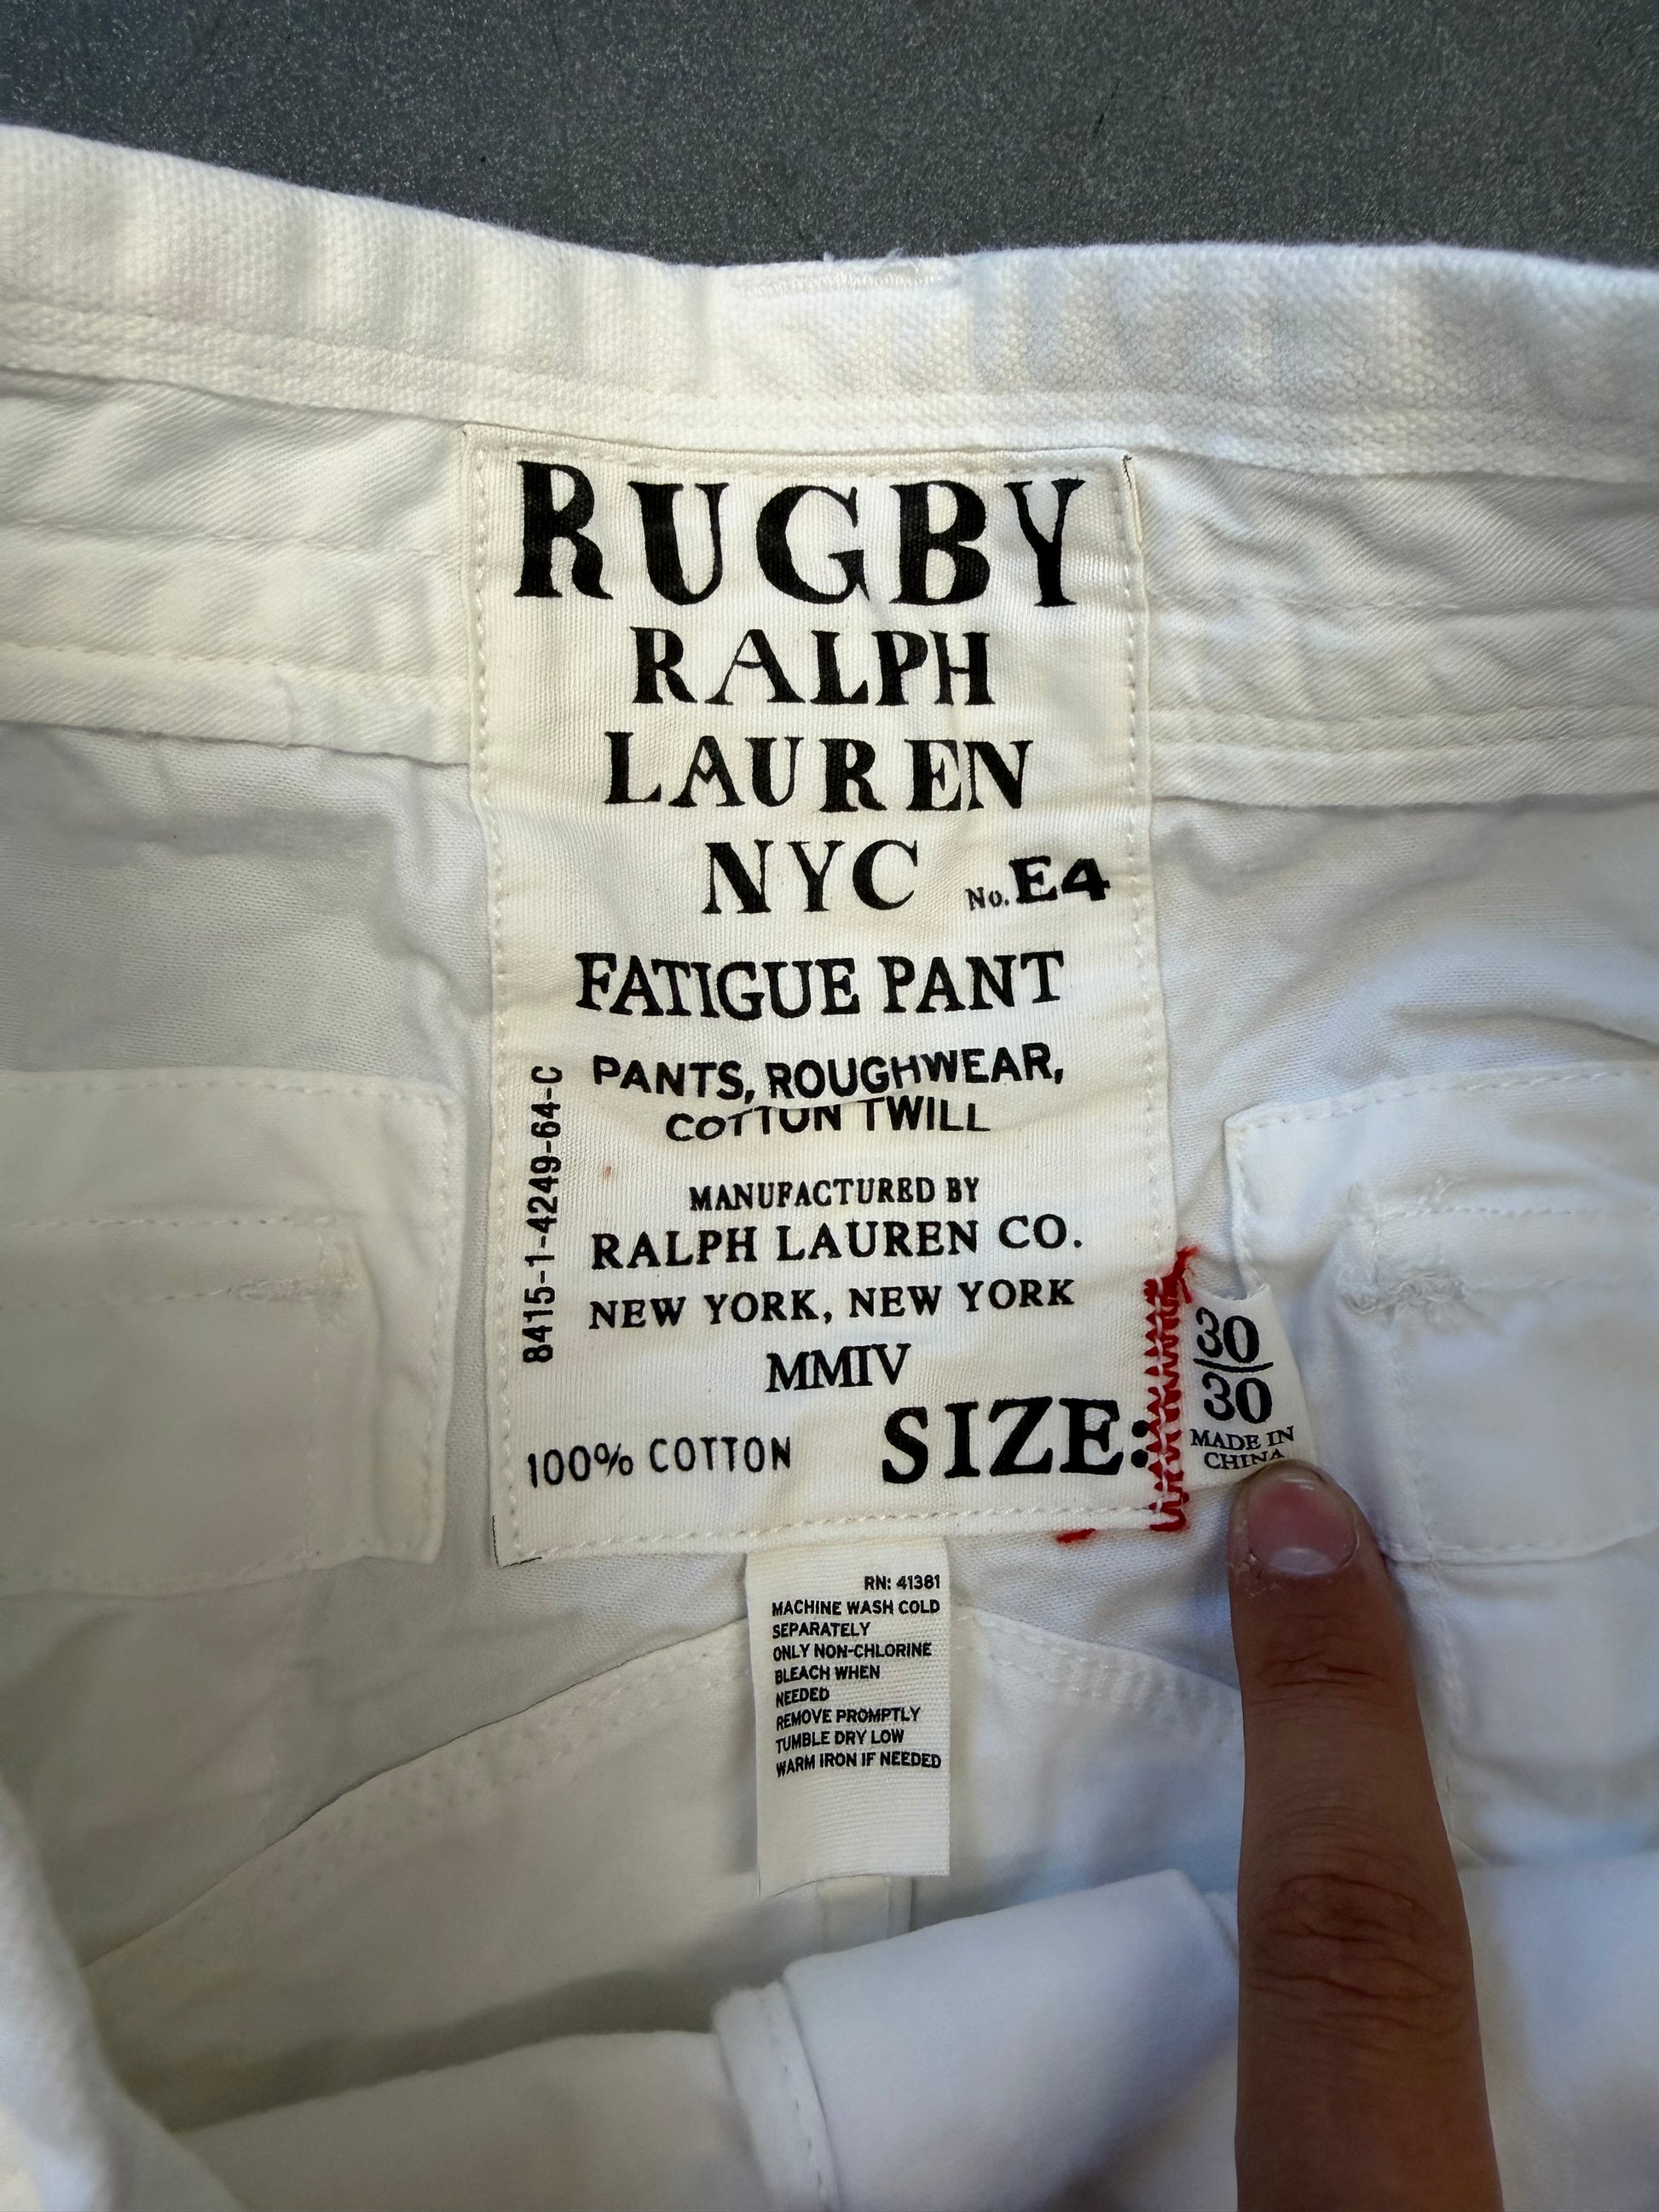 RUGBY
RALPH
LAUREN
NYC No. E4
FATIGUE PANT
PANTS, ROUGHWEAR,
COTTON TWILL
8415-1-4249-64-C
MANUFACTURED BY
RALPH LAUREN CO.
NEW YORK, NEW YORK
MMIV
100% COTTON SIZE:
30
30
MADE IN
CHINA
RN: 41381
MACHINE WASH COLD
SEPARATELY
ONLY NON-CHLORINE
BLEACH WHEN
NEEDED
REMOVE PROMPTLY
TUMBLE DRY LOW
WARM IRON IF NEEDED